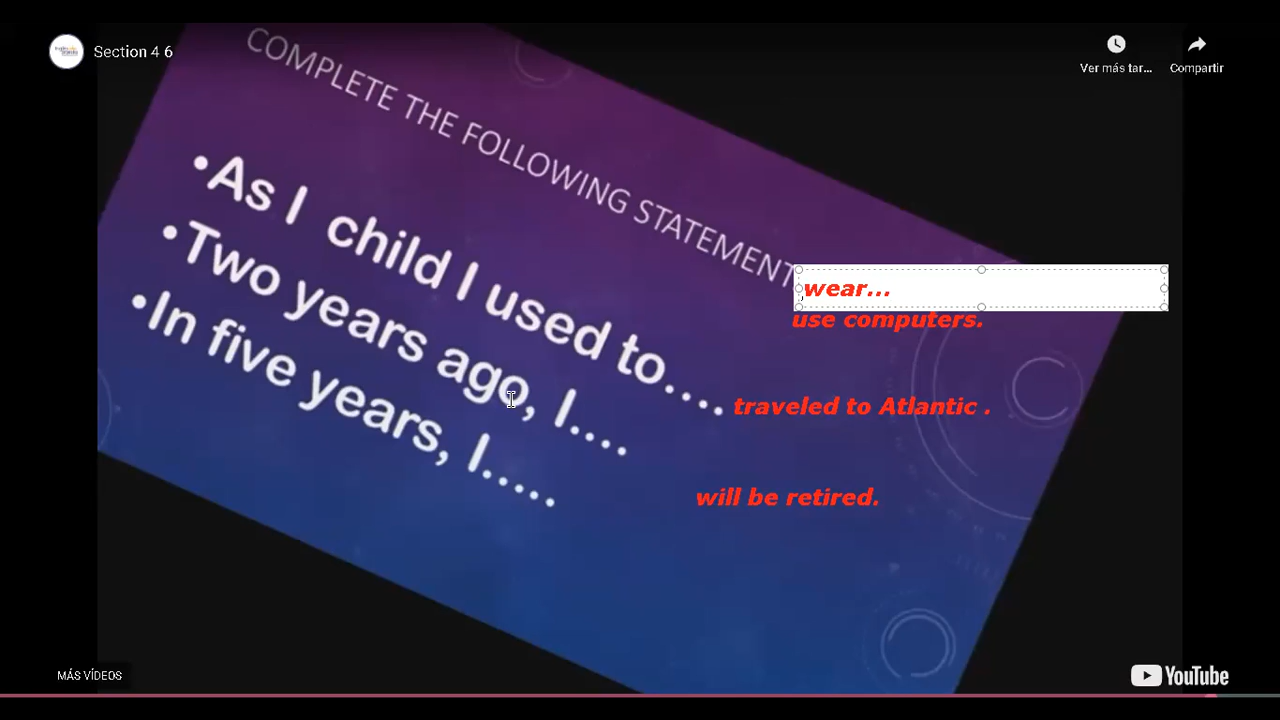 Section 4 6
Ver más tar...
Compartir
COMPLETE THE FOLLOWING STATEMENT
•As I child I used to....
wear...
use computers.
•Two years ago, I....
traveled to Atlantic .
•In five years, I.....
will be retired.
MÁS VÍDEOS
YouTube